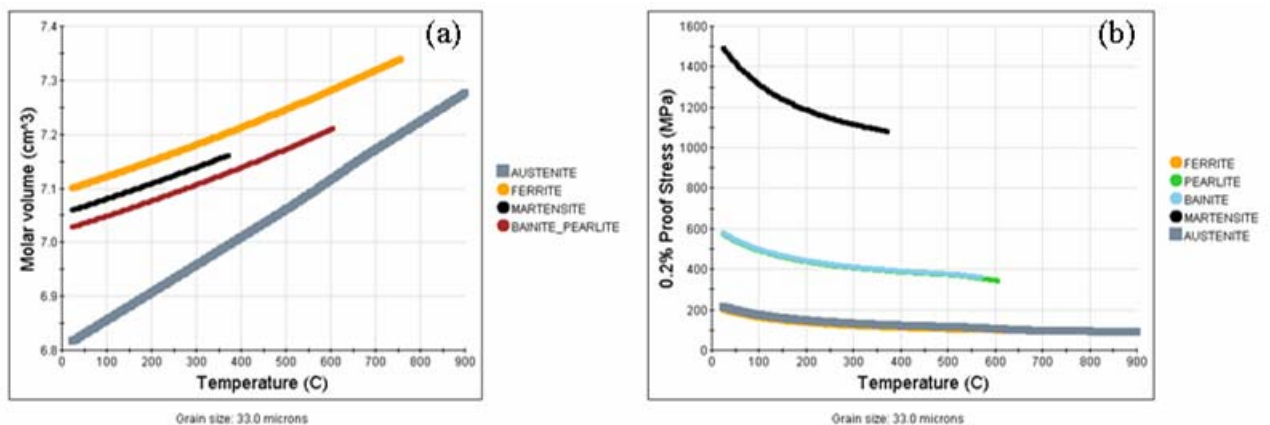 (a)
7.4
7.3
7.2
7.1
7.0
6.9
6.8
Molar volume (cm^3)
0 100 200 300 400 500 600 700 800 900
Temperature (C)
AUSTENITE
FERRITE
MARTENSITE
BAINITE_PEARLITE
Grain size: 33.0 microns
(b)
1600
1400
1200
1000
800
600
400
200
0
0.2% Proof Stress (MPa)
0 100 200 300 400 500 600 700 800 900
Temperature (C)
FERRITE
PEARLITE
BAINITE
MARTENSITE
AUSTENITE
Grain size: 33.0 microns